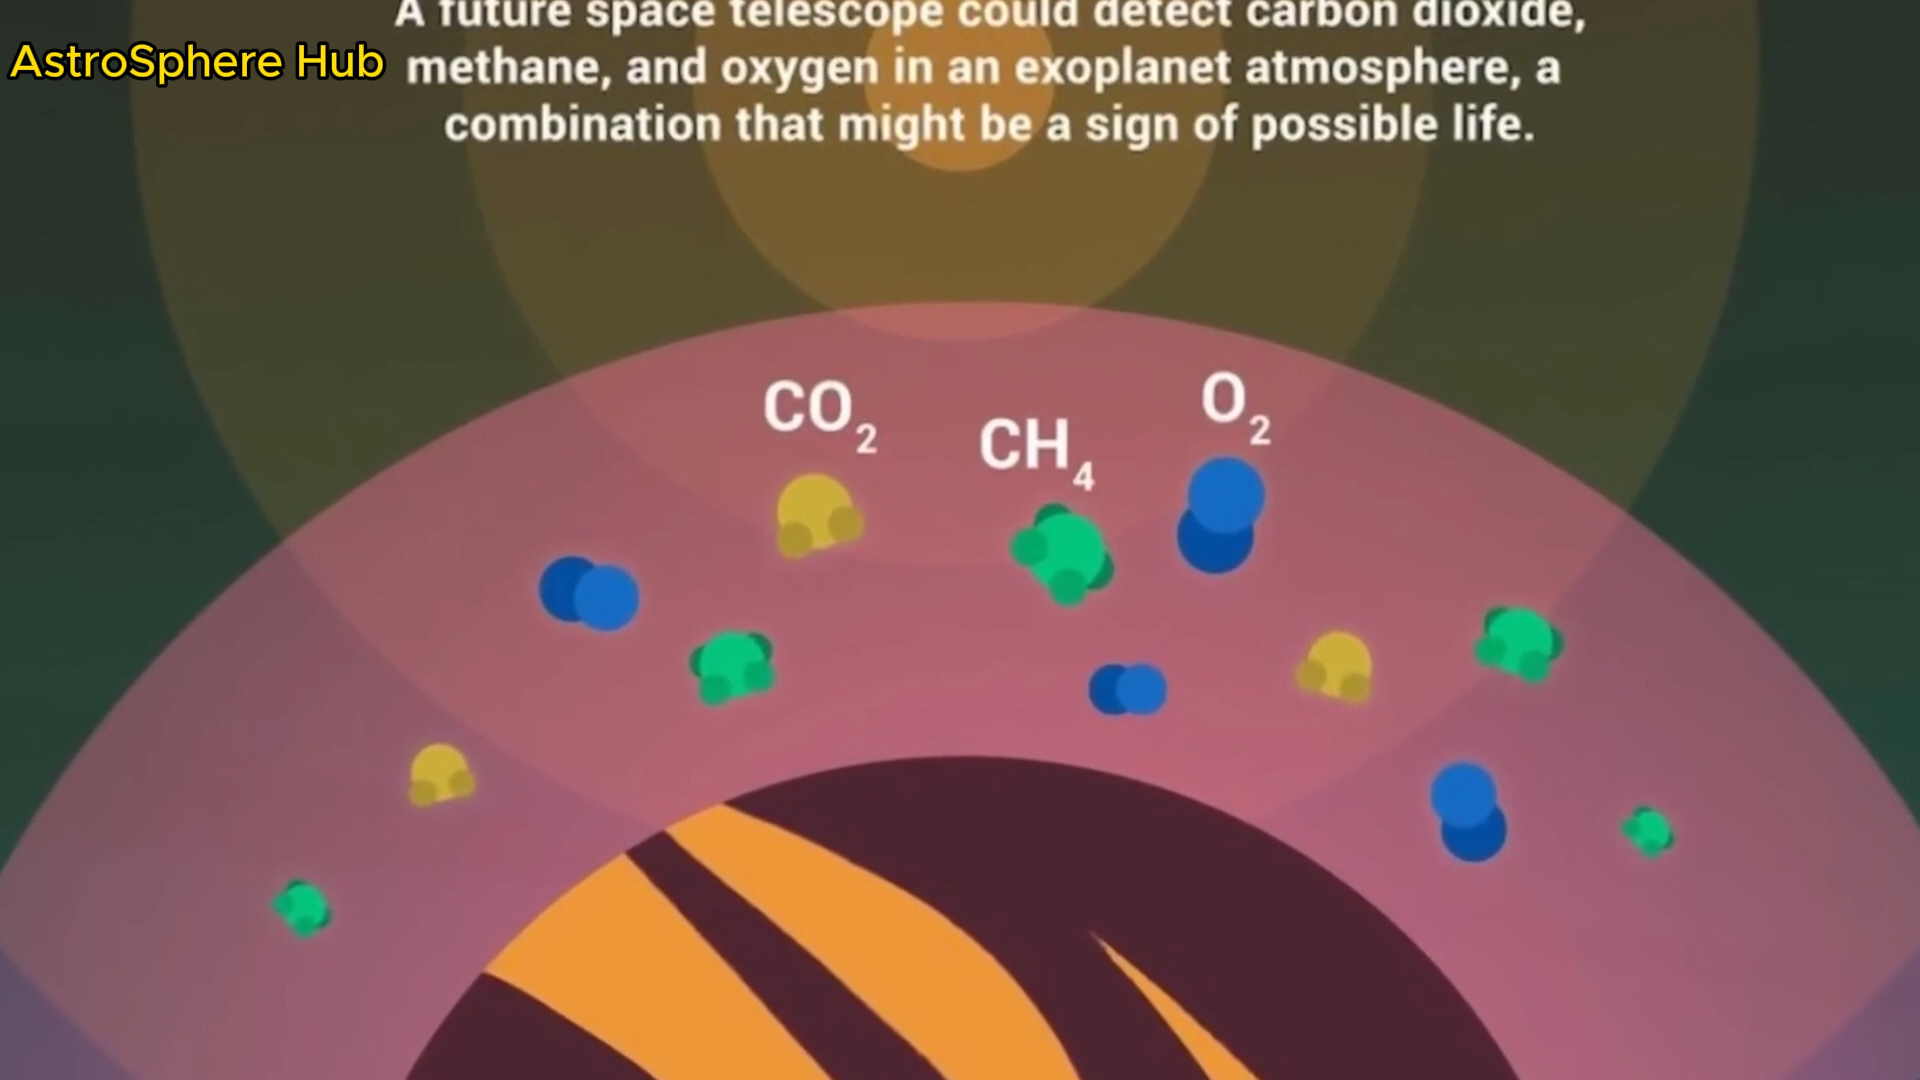 A future space telescope could detect carbon dioxide,
AstroSphere Hub
methane, and oxygen in an exoplanet atmosphere, a
combination that might be a sign of possible life.
CO₂
CH₄
O₂